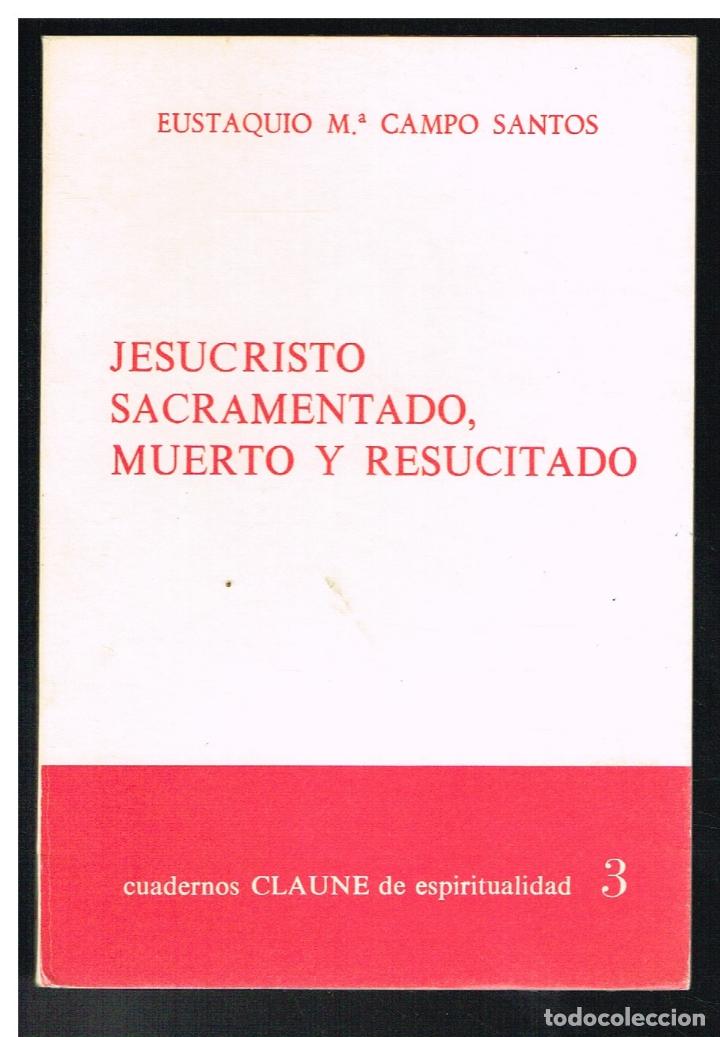 EUSTAQUIO M.ª CAMPO SANTOS
JESUCRISTO
SACRAMENTADO,
MUERTO Y RESUCITADO
cuadernos CLAUNE de espiritualidad 3
todocoleccion